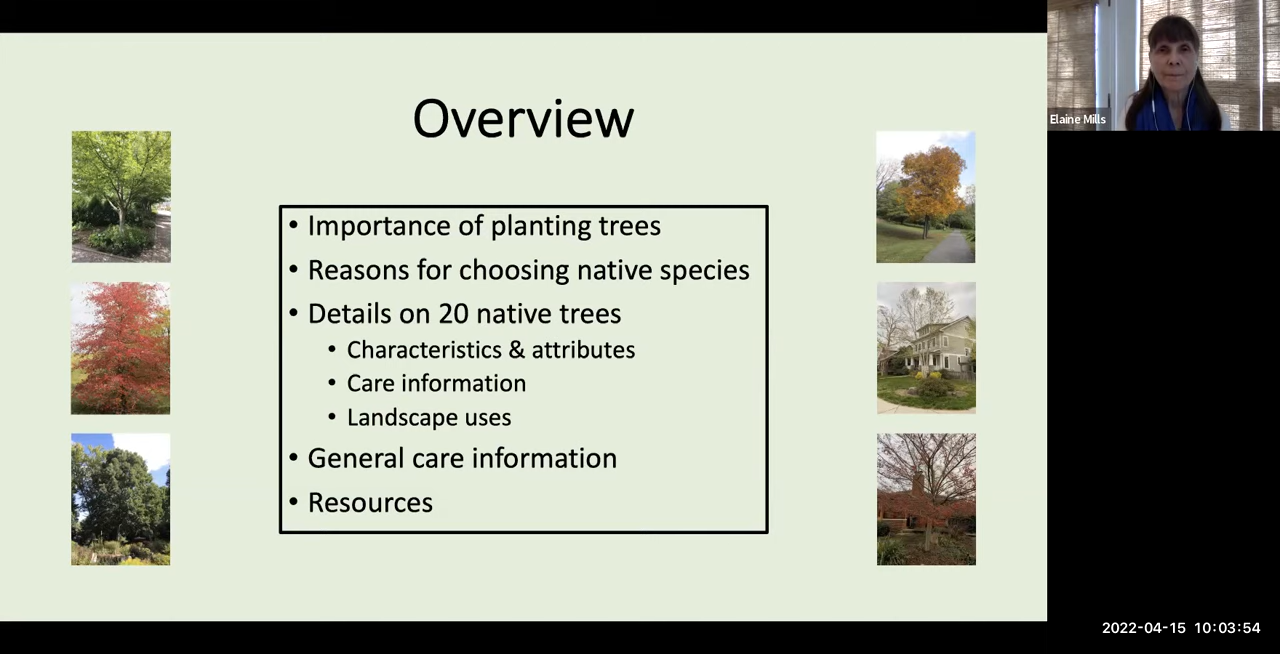 Overview
• Importance of planting trees
• Reasons for choosing native species
• Details on 20 native trees
• Characteristics & attributes
• Care information
• Landscape uses
• General care information
• Resources
Elaine Mills
2022-04-15 10:03:54